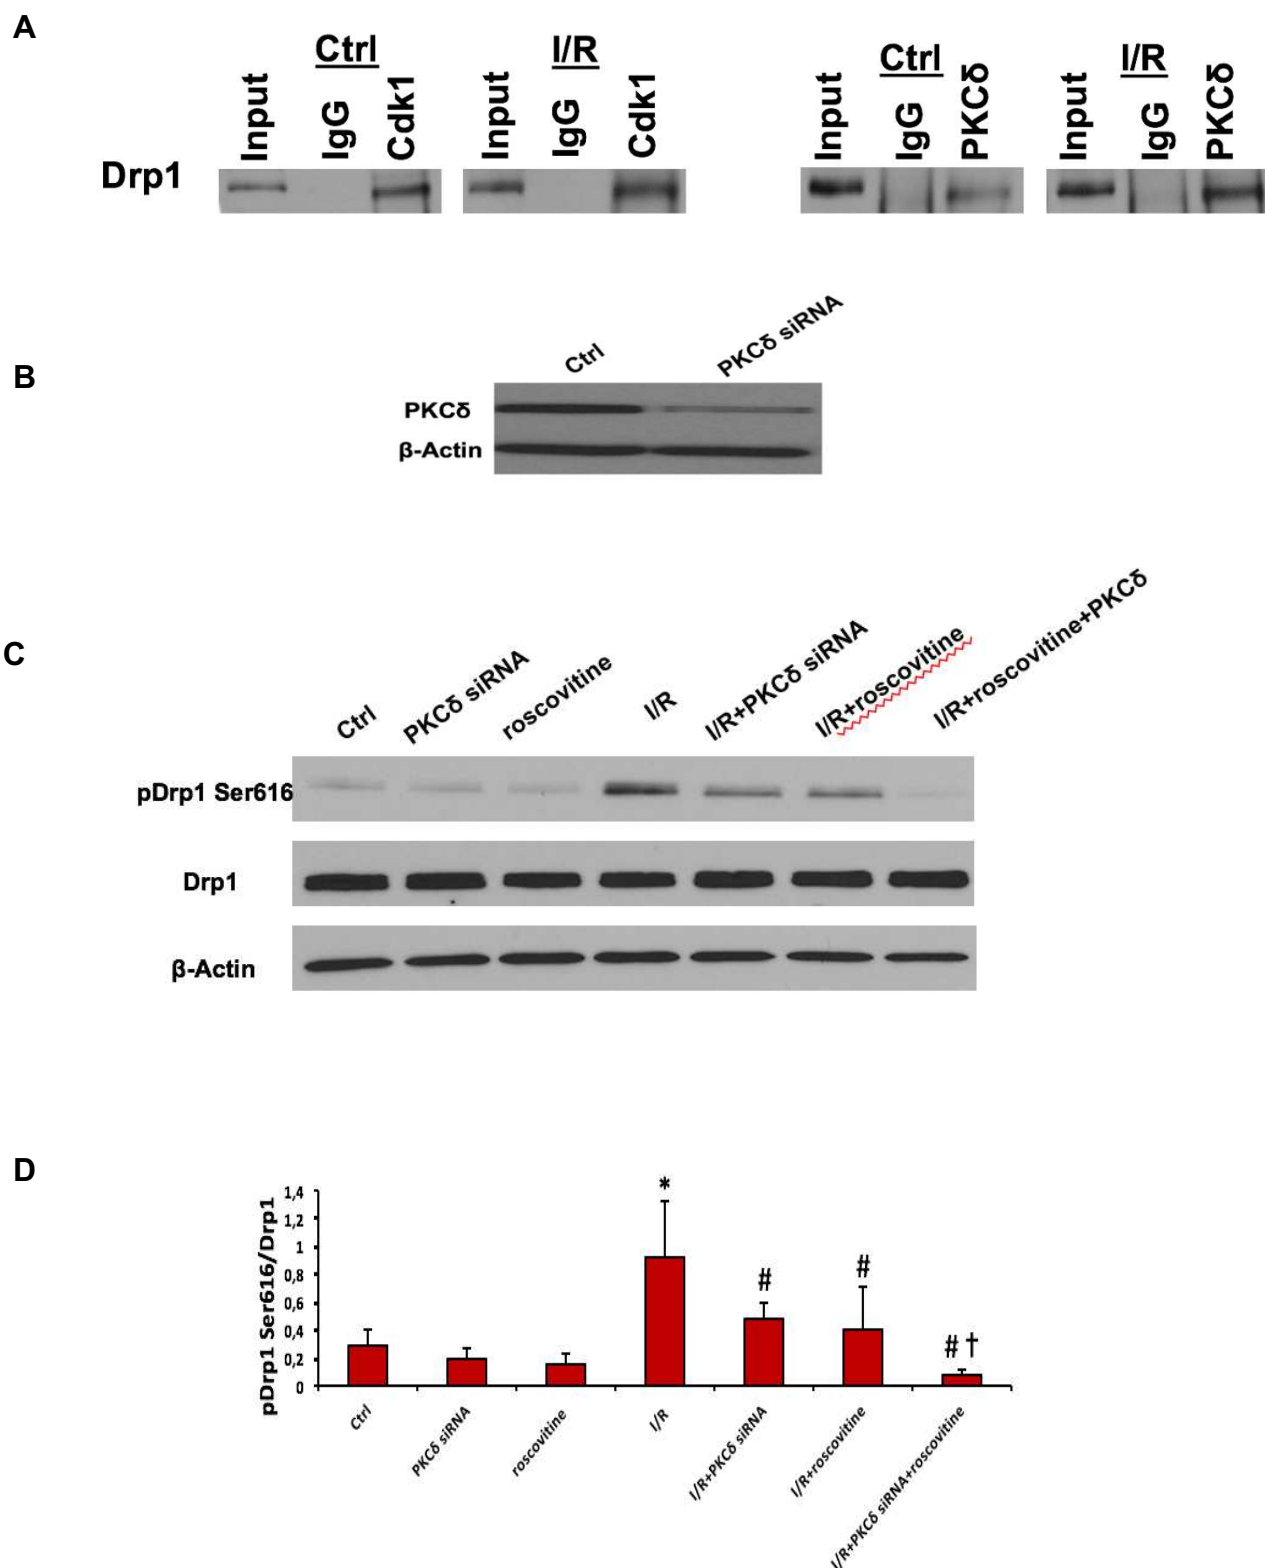 A
Ctrl
I/R
Ctrl
I/R
Input
IgG
Cdk1
Input
IgG
Cdk1
Input
IgG
PKCδ
Input
IgG
PKCδ
Drp1
B
Ctrl
PKCδ siRNA
PKCδ
β-Actin
C
Ctrl
PKCδ siRNA
roscovitine
I/R
I/R+PKCδ siRNA
I/R+roscovitine
I/R+roscovitine+PKCδ
pDrp1 Ser616
Drp1
β-Actin
D
pDrp1 Ser616/Drp1
1,4
1,2
1
0,8
0,6
0,4
0,2
0
*
#
#
# †
Ctrl
PKCδ siRNA
roscovitine
I/R
I/R+PKCδ siRNA
I/R+roscovitine
I/R+PKCδ siRNA+roscovitine